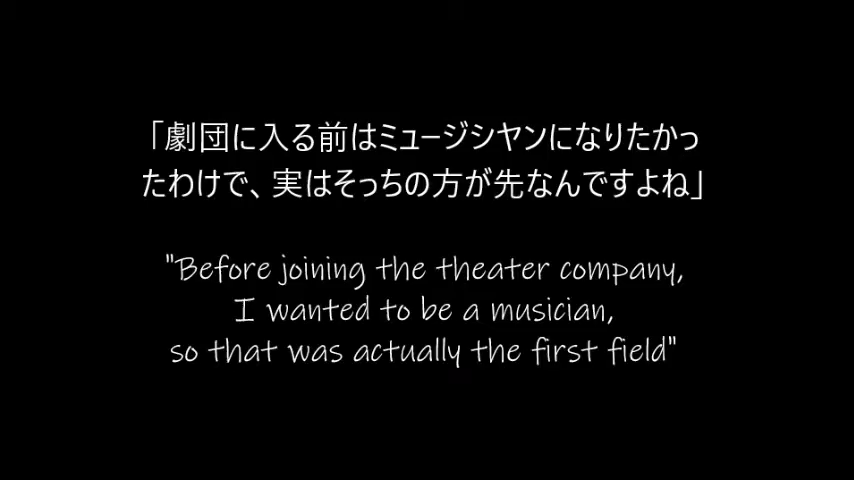 「劇団に入る前はミュージシヤンになりたかっ
たわけで、実はそっちの方が先なんですよね」
"Before joining the theater company,
I wanted to be a musician,
so that was actually the first field"